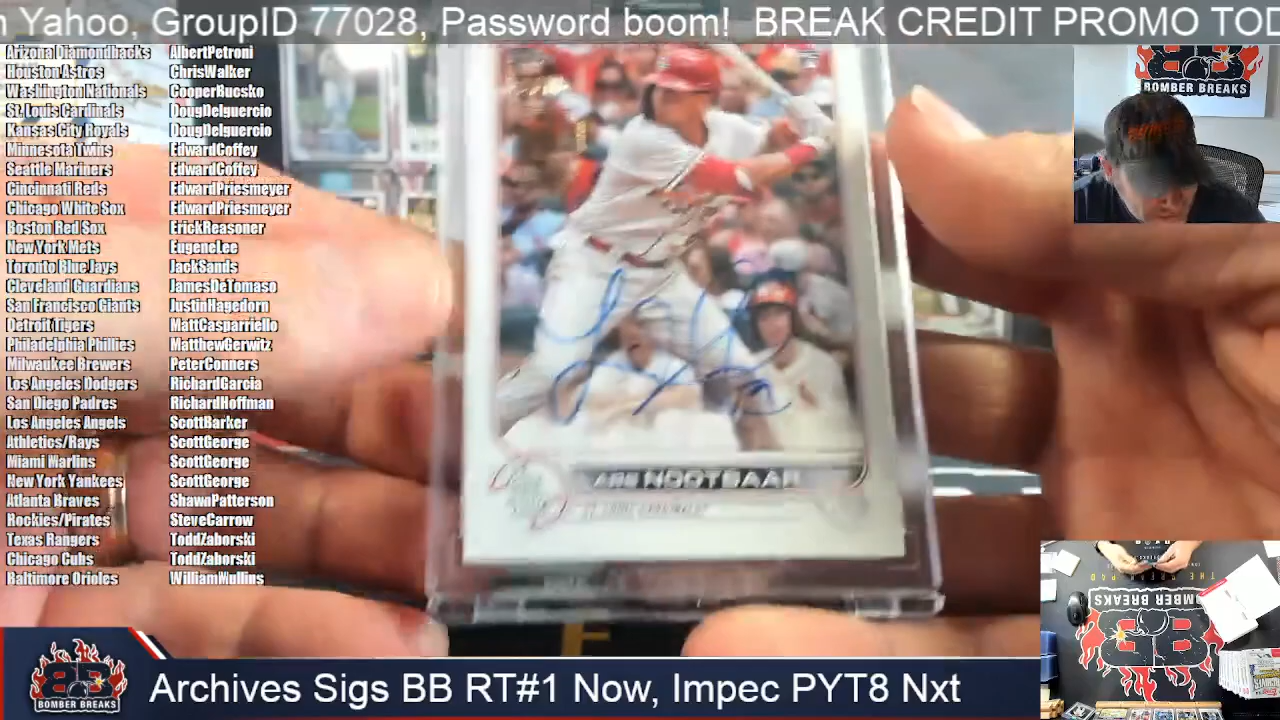 n Yahoo, GroupID 77028, Password boom!  BREAK CREDIT PROMO TOD
Arizona Diamondbacks AlbertPetroni
Houston Astros ChrisWalker
Washington Nationals CooperBucsko
St. Louis Cardinals DougDelguercio
Kansas City Royals DougDelguercio
Minnesota Twins EdwardCoffey
Seattle Mariners EdwardCoffey
Cincinnati Reds EdwardPriesmeyer
Chicago White Sox EdwardPriesmeyer
Boston Red Sox ErickReasoner
New York Mets EugeneLee
Toronto Blue Jays JackSands
Cleveland Guardians JamesDeTomaso
San Francisco Giants JustinHagedorn
Detroit Tigers MattCasparriello
Philadelphia Phillies MatthewGerwitz
Milwaukee Brewers PeterConners
Los Angeles Dodgers RichardGarcia
San Diego Padres RichardHoffman
Los Angeles Angels ScottBarker
Athletics/Rays ScottGeorge
Miami Marlins ScottGeorge
New York Yankees ScottGeorge
Atlanta Braves ShawnPatterson
Rockies/Pirates SteveCarrow
Texas Rangers ToddZaborski
Chicago Cubs ToddZaborski
Baltimore Orioles WilliamMullins
NOOTBAAR
BOMBER BREAKS
BOMBER BREAKS
BOMBER BREAKS
Archives Sigs BB RT#1 Now, Impec PYT8 Nxt